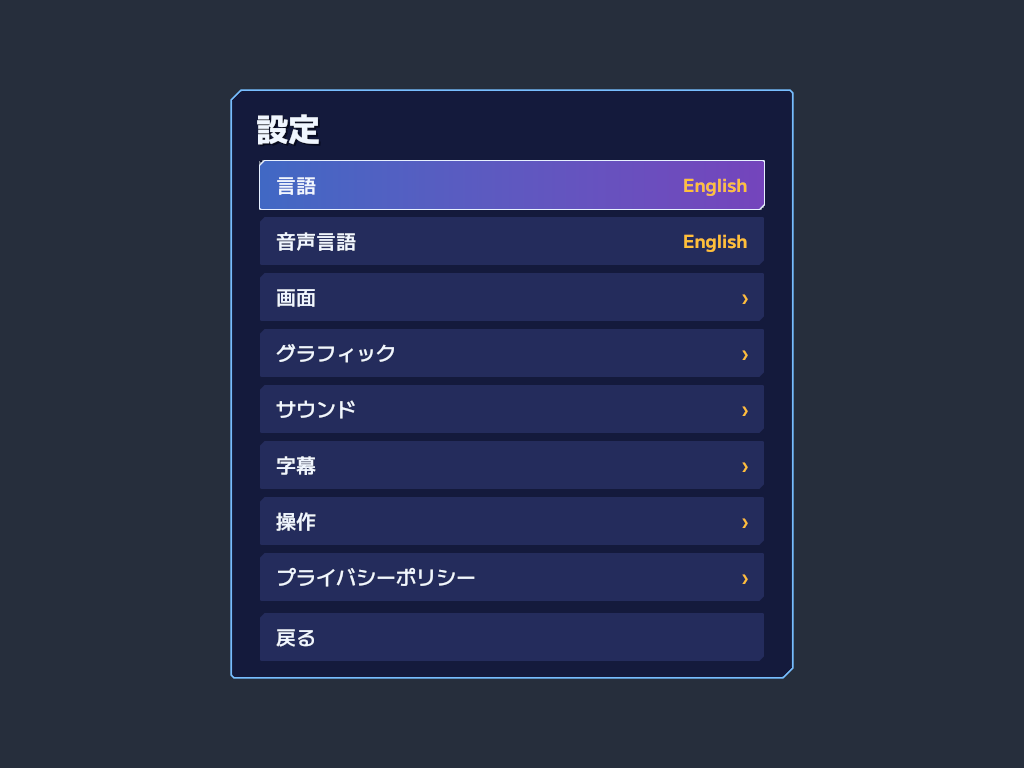 設定
言語 English
音声言語 English
画面 ›
グラフィック ›
サウンド ›
字幕 ›
操作 ›
プライバシーポリシー ›
戻る